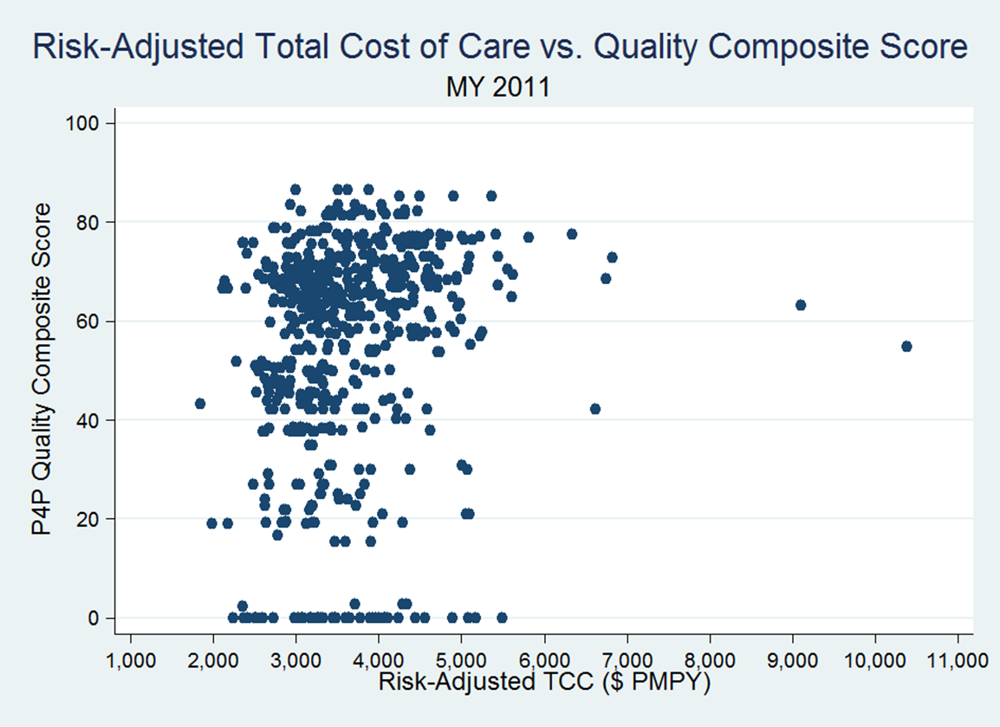 Risk-Adjusted Total Cost of Care vs. Quality Composite Score
MY 2011
P4P Quality Composite Score
100
80
60
40
20
0
1,000 2,000 3,000 4,000 5,000 6,000 7,000 8,000 9,000 10,000 11,000
Risk-Adjusted TCC ($ PMPY)